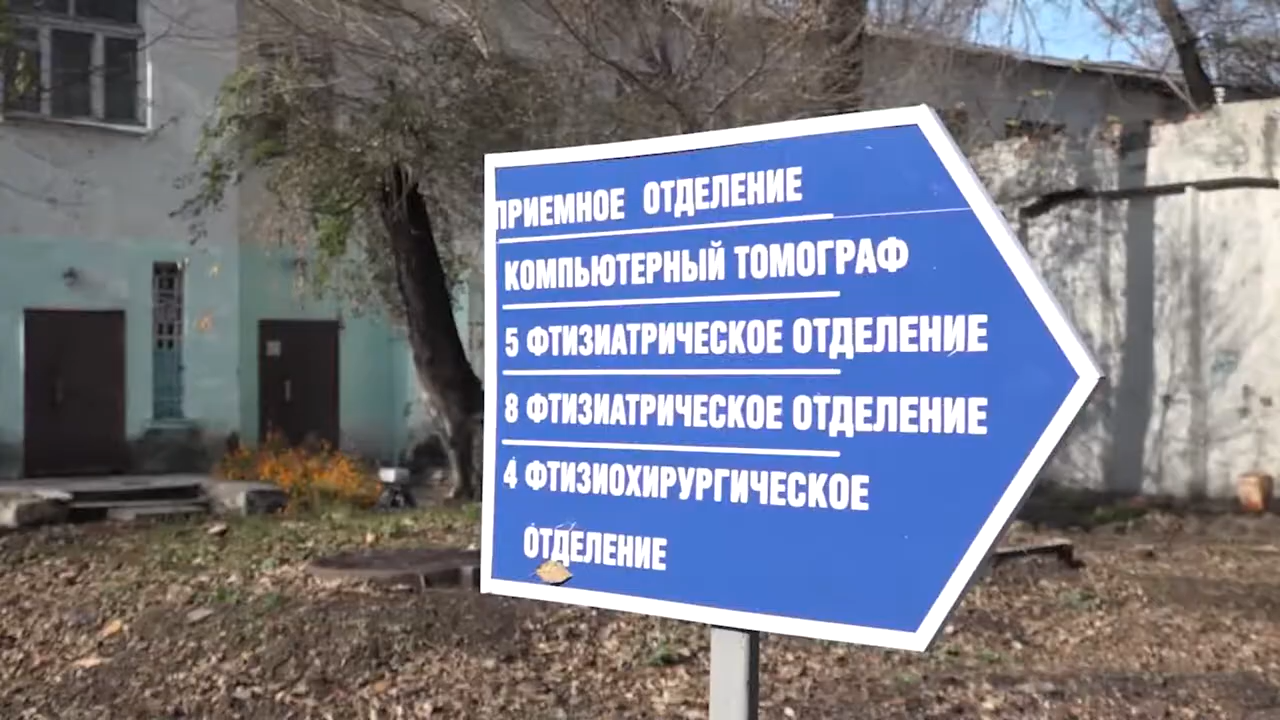 ПРИЕМНОЕ ОТДЕЛЕНИЕ
КОМПЬЮТЕРНЫЙ ТОМОГРАФ
5 ФТИЗИАТРИЧЕСКОЕ ОТДЕЛЕНИЕ
8 ФТИЗИАТРИЧЕСКОЕ ОТДЕЛЕНИЕ
4 ФТИЗИОХИРУРГИЧЕСКОЕ
ОТДЕЛЕНИЕ